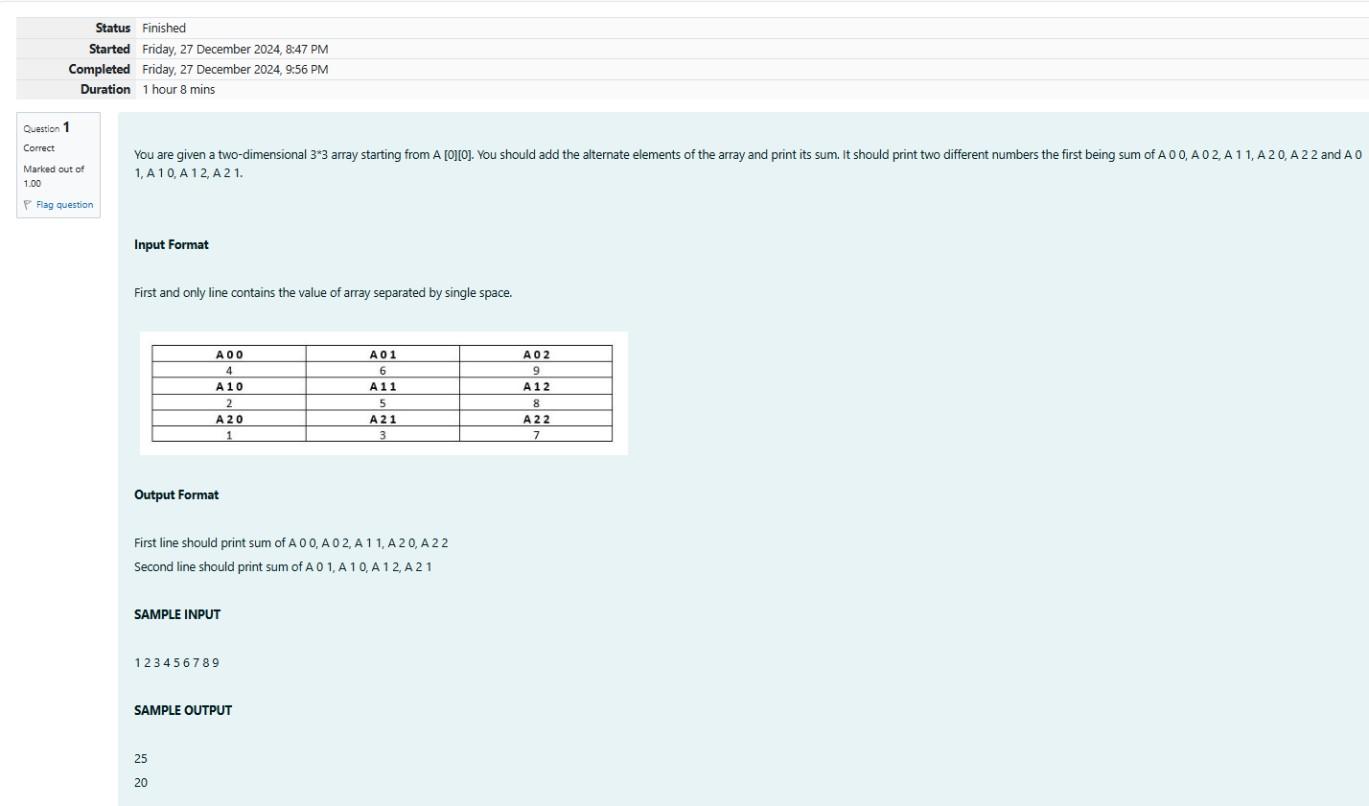 Status Finished
Started Friday, 27 December 2024, 8:47 PM
Completed Friday, 27 December 2024, 9:56 PM
Duration 1 hour 8 mins
Question 1
Correct
Marked out of
1.00
Flag question
You are given a two-dimensional 3*3 array starting from A [0][0]. You should add the alternate elements of the array and print its sum. It should print two different numbers the first being sum of A 0 0, A 0 2, A 1 1, A 2 0, A 2 2 and A 0
1, A 1 0, A 1 2, A 2 1.
Input Format
First and only line contains the value of array separated by single space.
A 0 0 A 0 1 A 0 2
4 6 9
A 1 0 A 1 1 A 1 2
2 5 8
A 2 0 A 2 1 A 2 2
1 3 7
Output Format
First line should print sum of A 0 0, A 0 2, A 1 1, A 2 0, A 2 2
Second line should print sum of A 0 1, A 1 0, A 1 2, A 2 1
SAMPLE INPUT
1 2 3 4 5 6 7 8 9
SAMPLE OUTPUT
25
20